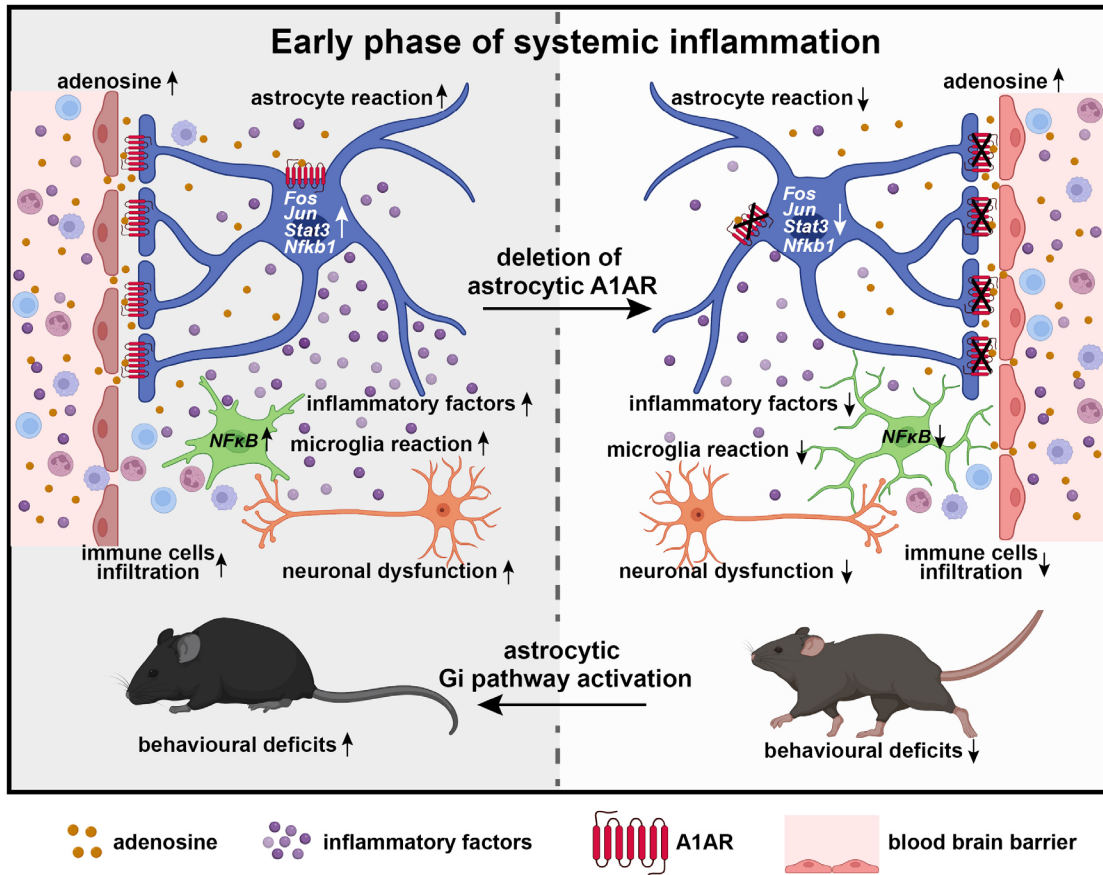 Early phase of systemic inflammation
adenosine ↑
astrocyte reaction ↑
Fos
Jun
Stat3
Nfkb1 ↑
inflammatory factors ↑
NFκB ↑
microglia reaction ↑
immune cells
infiltration ↑
neuronal dysfunction ↑
behavioural deficits ↑
deletion of
astrocytic A1AR
astrocytic
Gi pathway activation
astrocyte reaction ↓
adenosine ↑
Fos
Jun
Stat3
Nfkb1 ↓
inflammatory factors ↓
microglia reaction ↓
NFκB ↓
neuronal dysfunction ↓
immune cells
infiltration ↓
behavioural deficits ↓
adenosine
inflammatory factors
A1AR
blood brain barrier